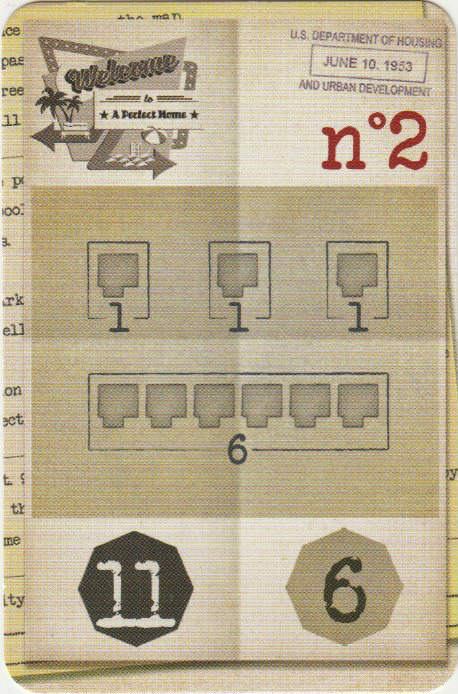 the man
U.S. DEPARTMENT OF HOUSING
JUNE 10, 1953
AND URBAN DEVELOPMENT
Welcome
to
★ A Perfect Home ★
n°2
1 1 1
6
11 6